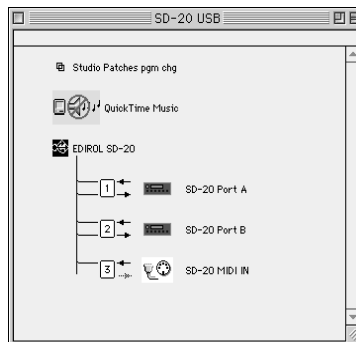 SD-20 USB
Studio Patches pgm chg
QuickTime Music
EDIROL SD-20
1 SD-20 Port A
2 SD-20 Port B
3 SD-20 MIDI IN